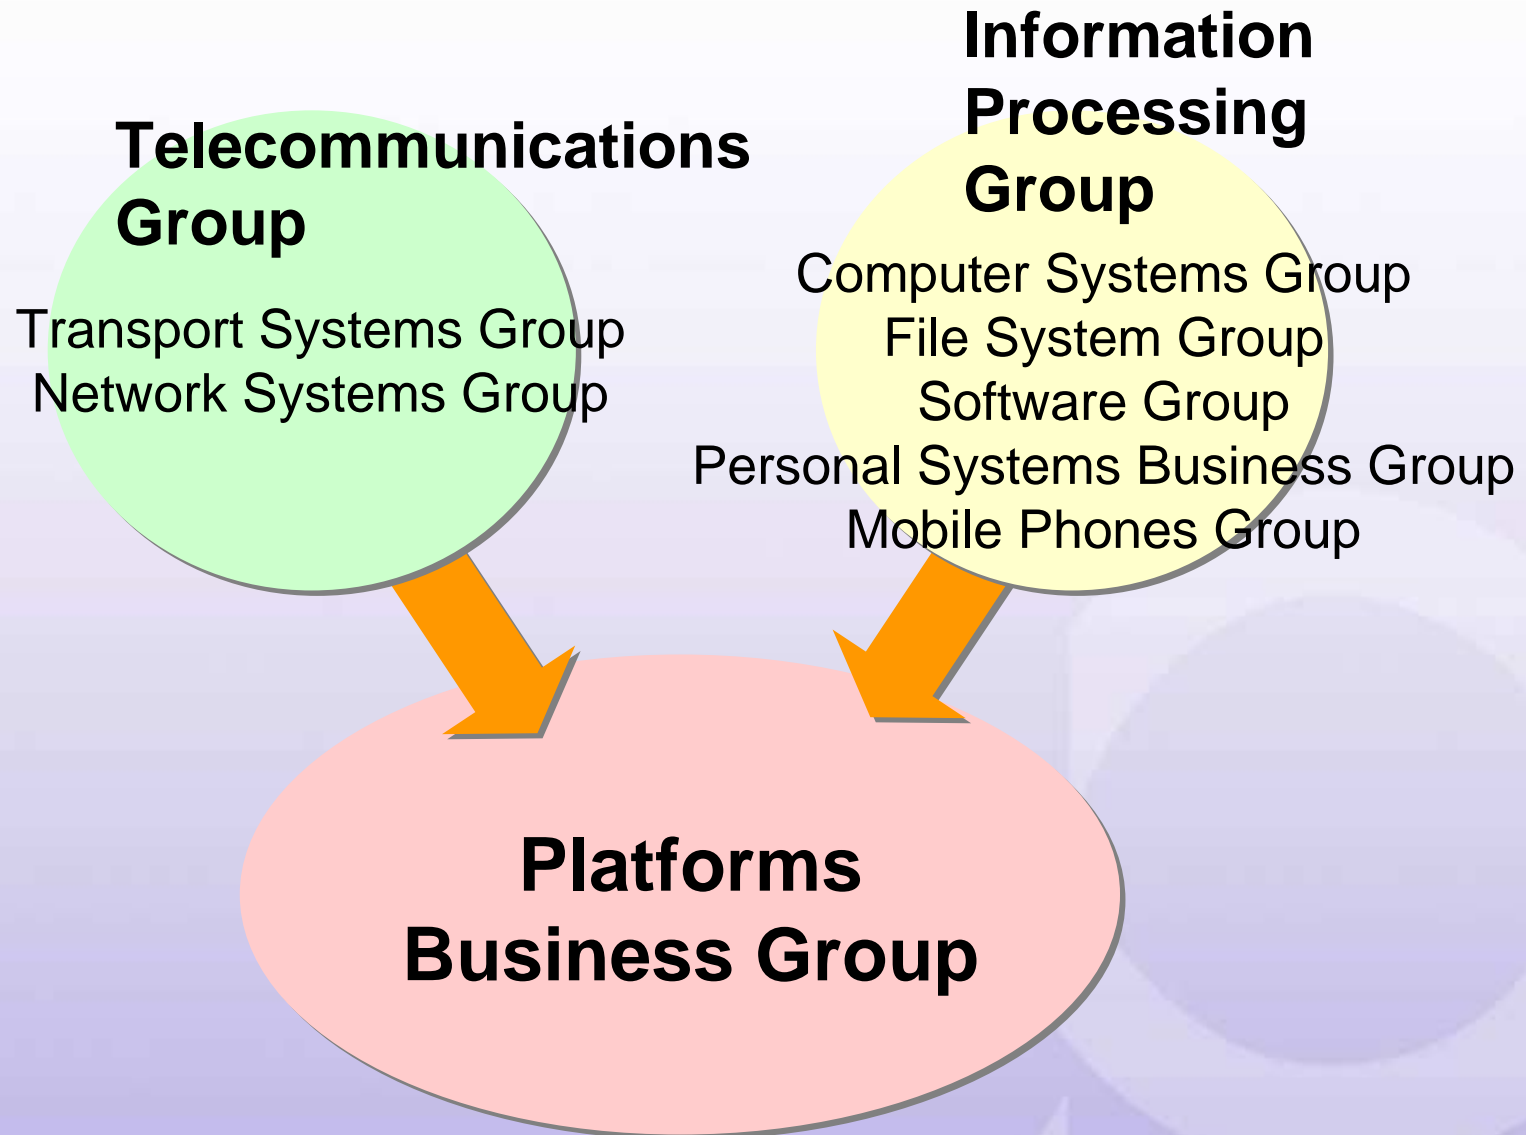 Telecommunications
Group
Transport Systems Group
Network Systems Group
Information
Processing
Group
Computer Systems Group
File System Group
Software Group
Personal Systems Business Group
Mobile Phones Group
Platforms
Business Group